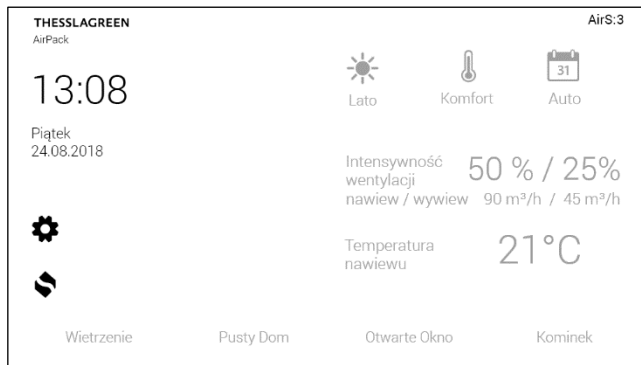 THESSLAGREEN
AirPack
AirS:3
13:08
Piątek
24.08.2018
31
Lato
Komfort
Auto
Intensywność
wentylacji
nawiew / wywiew
50 % / 25%
90 m³/h / 45 m³/h
Temperatura
nawiewu
21°C
Wietrzenie
Pusty Dom
Otwarte Okno
Kominek